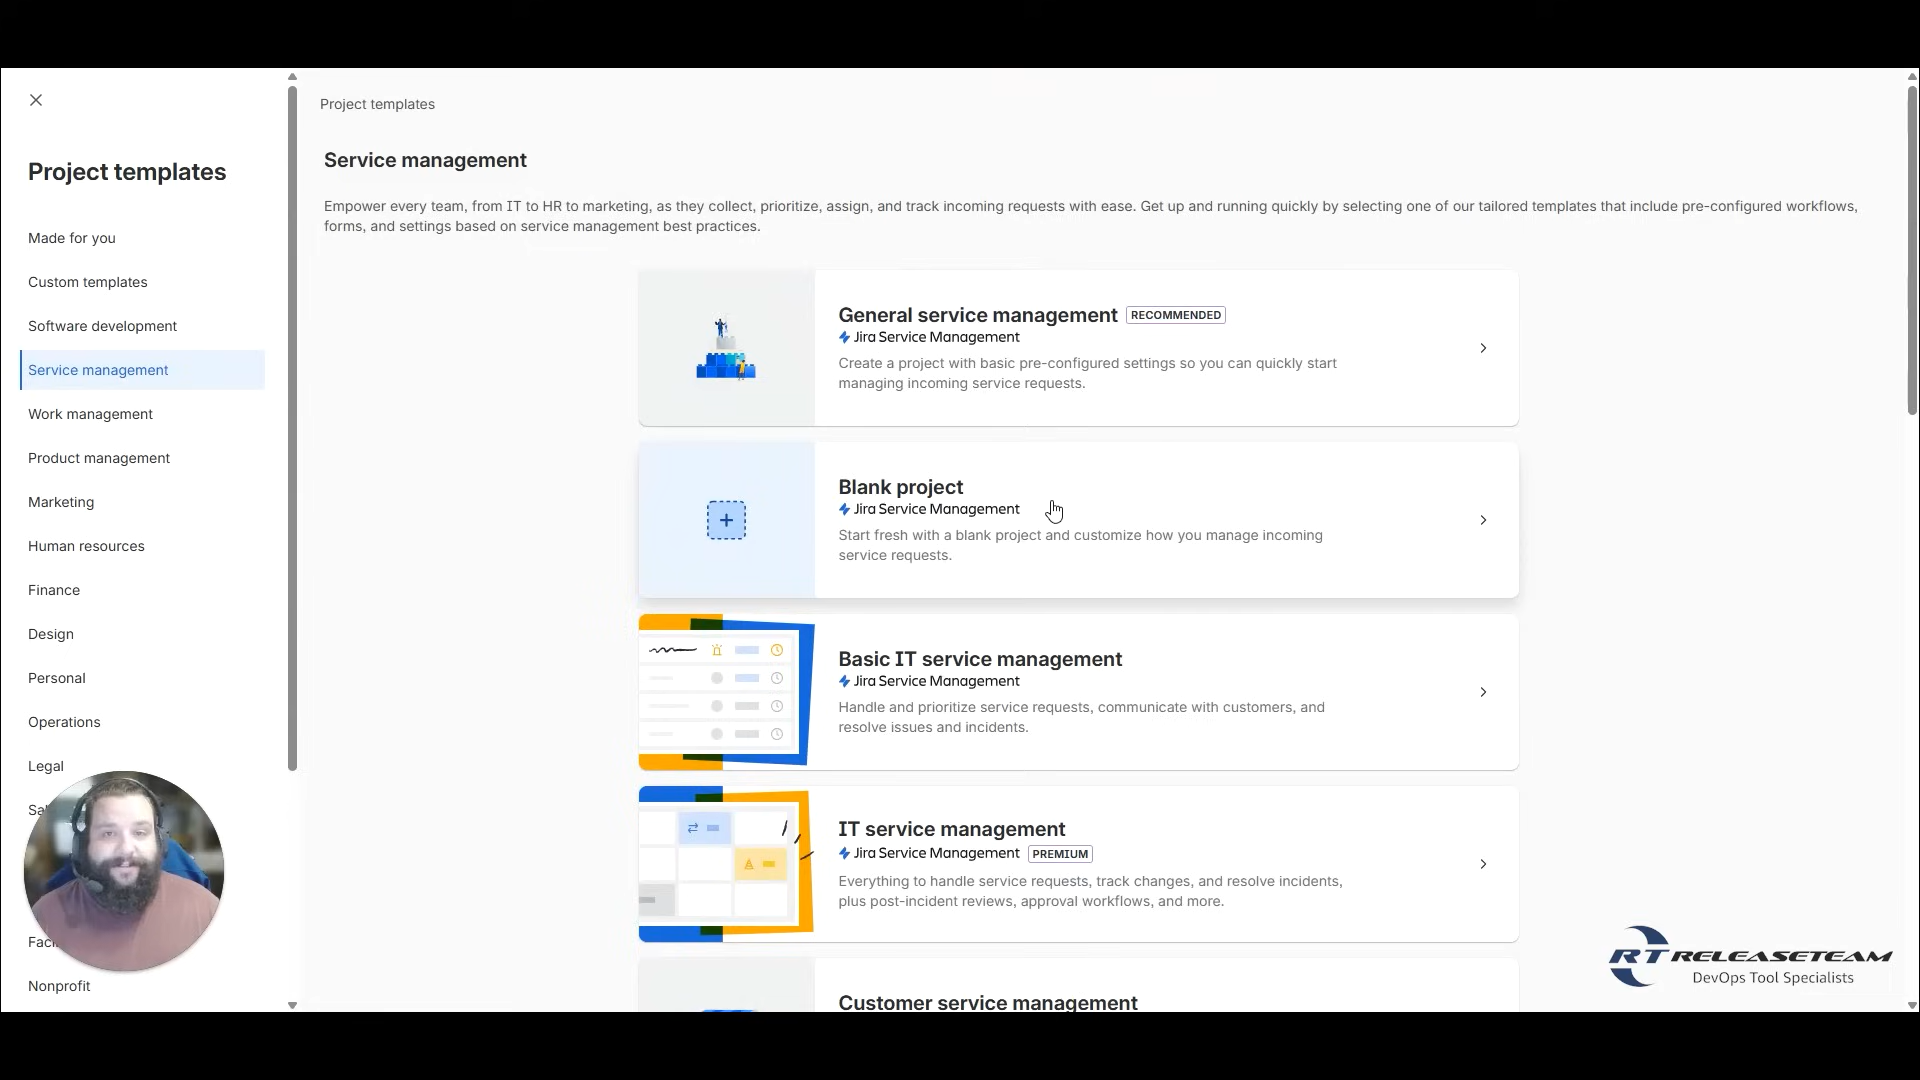 Project templates
Made for you
Custom templates
Software development
Service management
Work management
Product management
Marketing
Human resources
Finance
Design
Personal
Operations
Legal
Nonprofit
Project templates
Service management
Empower every team, from IT to HR to marketing, as they collect, prioritize, assign, and track incoming requests with ease. Get up and running quickly by selecting one of our tailored templates that include pre-configured workflows,
forms, and settings based on service management best practices.
General service management RECOMMENDED
Jira Service Management
Create a project with basic pre-configured settings so you can quickly start
managing incoming service requests.
Blank project
Jira Service Management
Start fresh with a blank project and customize how you manage incoming
service requests.
Basic IT service management
Jira Service Management
Handle and prioritize service requests, communicate with customers, and
resolve issues and incidents.
IT service management
Jira Service Management PREMIUM
Everything to handle service requests, track changes, and resolve incidents,
plus post-incident reviews, approval workflows, and more.
Customer service management
RT RELEASETEAM
DevOps Tool Specialists